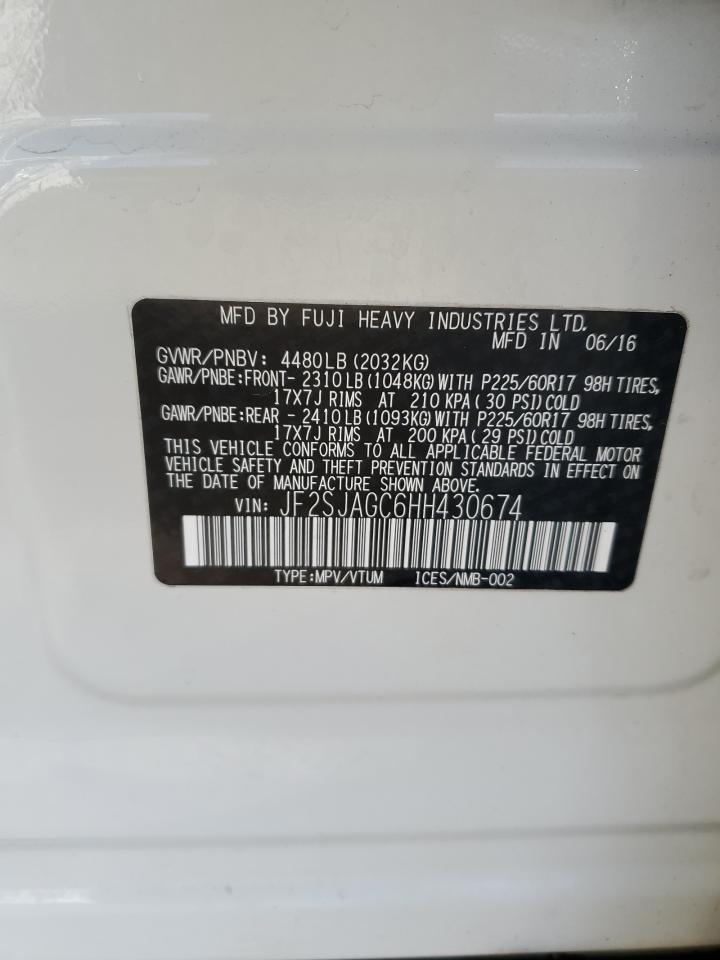 MFD BY FUJI HEAVY INDUSTRIES LTD.
MFD IN 06/16
GVWR/PNBV: 4480LB (2032KG)
GAWR/PNBE:FRONT- 2310LB (1048KG) WITH P225/60R17 98H TIRES,
17X7J RIMS AT 210 KPA (30 PSI) COLD
GAWR/PNBE:REAR - 2410LB (1093KG) WITH P225/60R17 98H TIRES,
17X7J RIMS AT 200 KPA (29 PSI) COLD
THIS VEHICLE CONFORMS TO ALL APPLICABLE FEDERAL MOTOR
VEHICLE SAFETY AND THEFT PREVENTION STANDARDS IN EFFECT ON
THE DATE OF MANUFACTURE SHOWN ABOVE.
VIN: JF2SJAGC6HH430674
TYPE:MPV/VTUM ICES/NMB-002